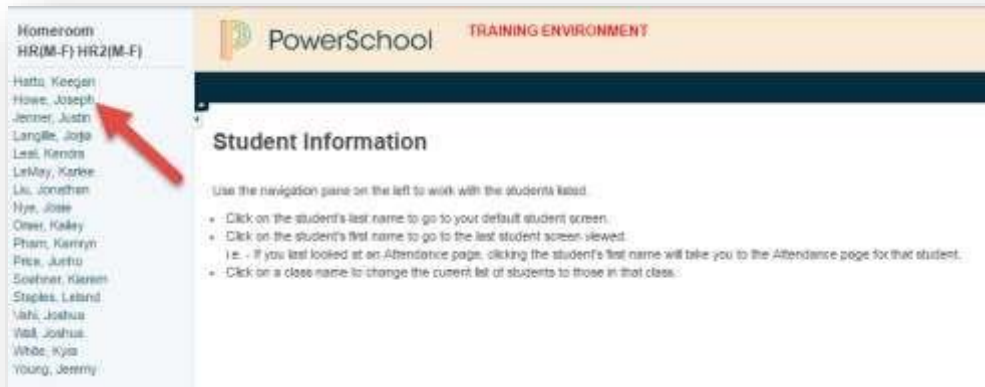 Homeroom
HR(M-F) HR2(M-F)
Hatto, Keegan
Howe, Joseph
Jenner, Justin
Langille, Jorja
Leal, Kendra
LeMay, Karlee
Liu, Jonathan
Nye, Josie
Kailey
Pham, Kamryn
Price,
Soehner, Kieren
Staples, Leland
Joshua
Wall, Joshua
White, Kyra
Young, Jeremy
PowerSchool
TRAINING ENVIRONMENT
Student Information
Use the navigation pane on the left to work with the students listed.
Click on the student's last name to go to your default student screen.
Click on the student's first name to go to the last student screen viewed.
i.e. - If you last looked at an Attendance page, clicking the student's first name will take you to the Attendance page for that student.
Click on a class name to change the current list of students to those in that class.